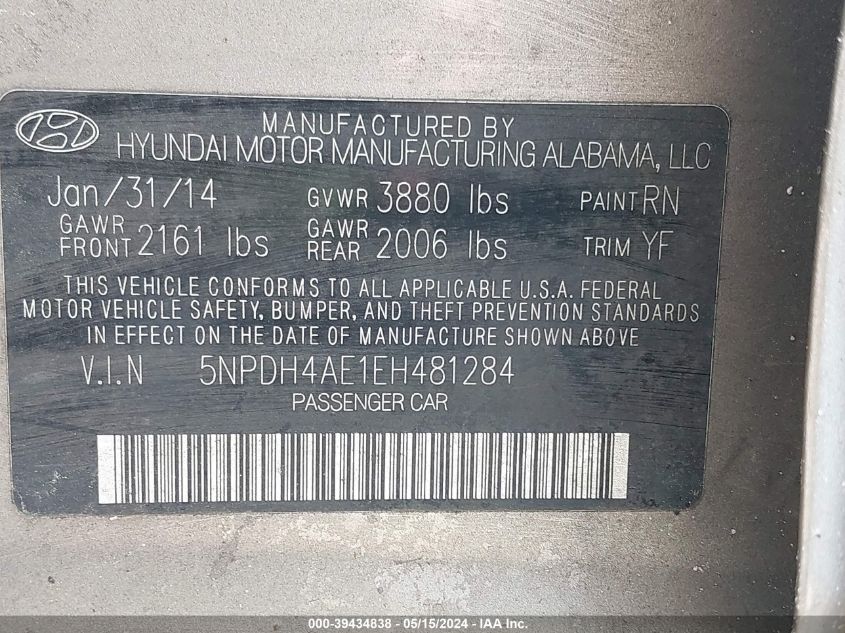 MANUFACTURED BY
HYUNDAI MOTOR MANUFACTURING ALABAMA, LLC
Jan/31/14 GVWR 3880 lbs PAINT RN
GAWR FRONT 2161 lbs GAWR REAR 2006 lbs TRIM YF
THIS VEHICLE CONFORMS TO ALL APPLICABLE U.S.A. FEDERAL
MOTOR VEHICLE SAFETY, BUMPER, AND THEFT PREVENTION STANDARDS
IN EFFECT ON THE DATE OF MANUFACTURE SHOWN ABOVE
V.I.N 5NPDH4AE1EH481284
PASSENGER CAR
000-39434838 - 05/15/2024 - IAA Inc.